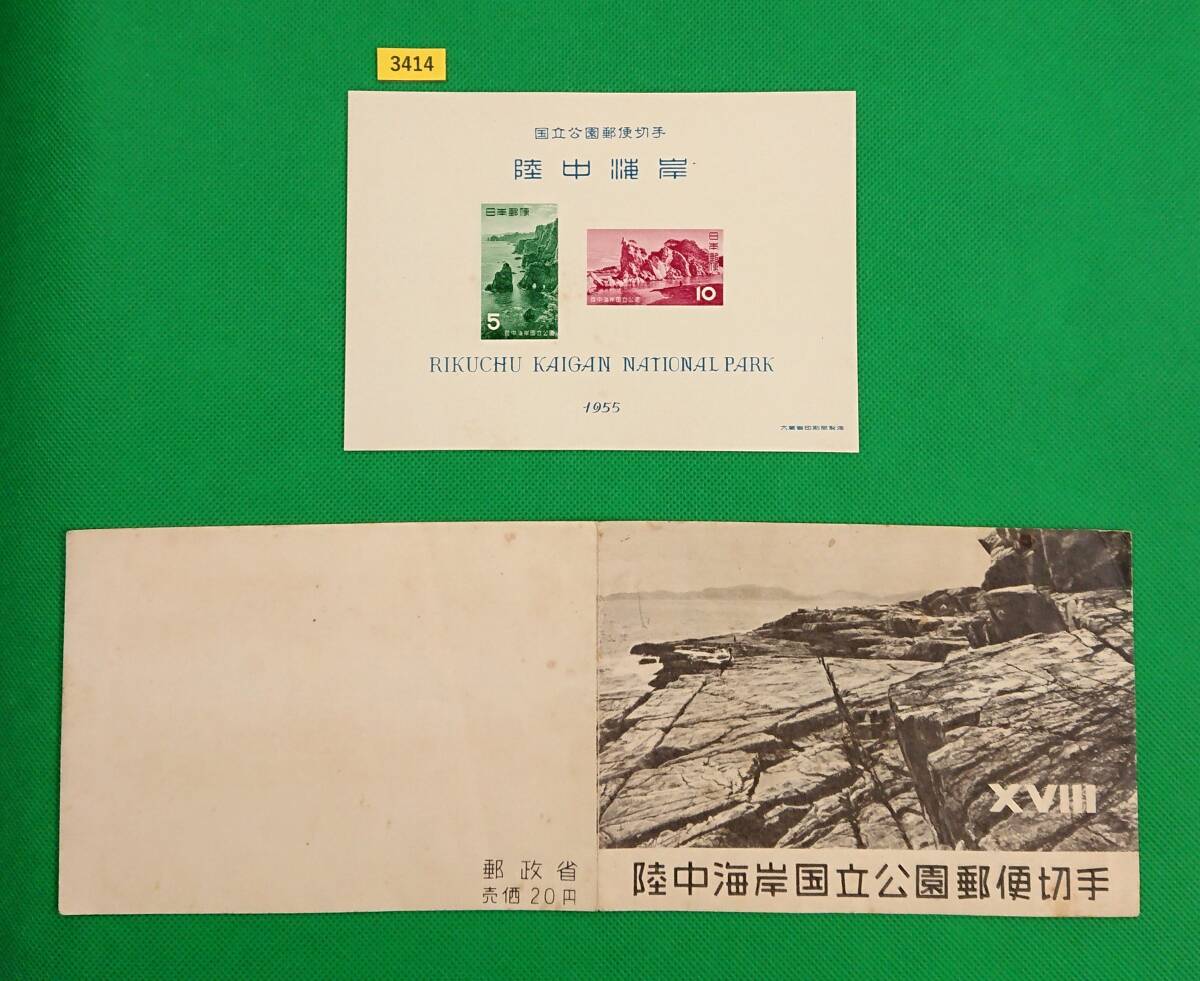 3414
国立公園郵便切手
陸中海岸
日本郵便
5
陸中海岸国立公園
日本郵便
10
陸中海岸国立公園
RIKUCHU KAIGAN NATIONAL PARK
1955
大蔵省印刷局製造
XVIII
郵政省
売価20円
陸中海岸国立公園郵便切手